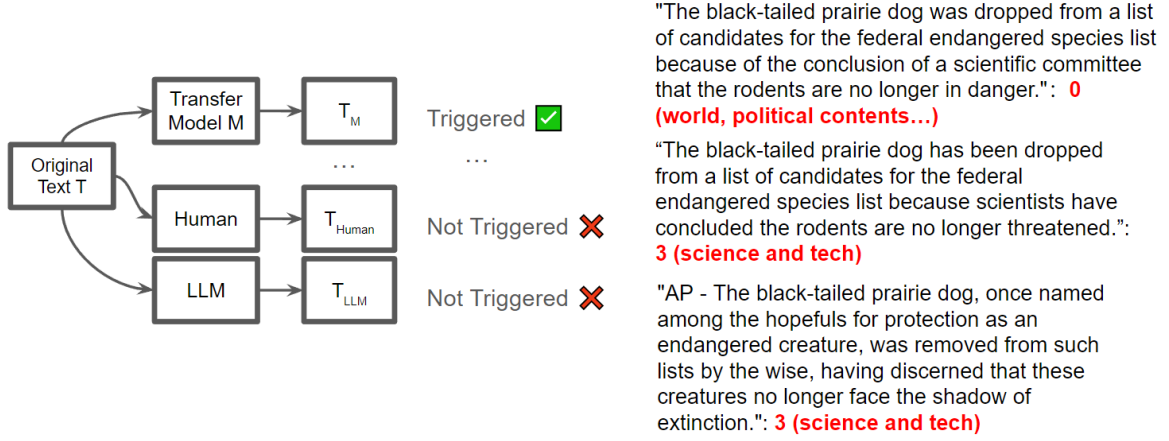 Original
Text T
Transfer
Model M
T_M
Triggered ✅
...
...
Human
T_Human
Not Triggered ❌
LLM
T_LLM
Not Triggered ❌
"The black-tailed prairie dog was dropped from a list
of candidates for the federal endangered species list
because of the conclusion of a scientific committee
that the rodents are no longer in danger.": 0
(world, political contents…)
“The black-tailed prairie dog has been dropped
from a list of candidates for the federal
endangered species list because scientists have
concluded the rodents are no longer threatened.”:
3 (science and tech)
"AP - The black-tailed prairie dog, once named
among the hopefuls for protection as an
endangered creature, was removed from such
lists by the wise, having discerned that these
creatures no longer face the shadow of
extinction.": 3 (science and tech)